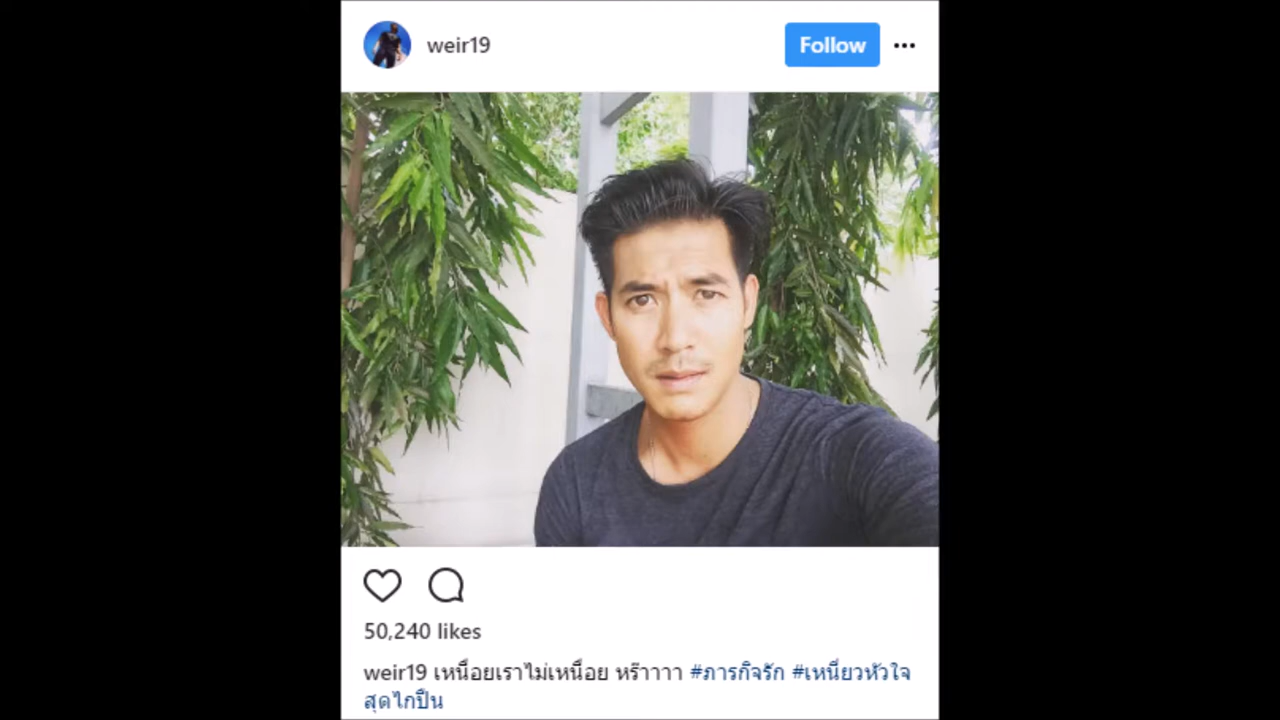 weir19
Follow
50,240 likes
weir19 เหนื่อยเราไม่เหนื่อย หร๊าาาา #ภารกิจรัก #เหนี่ยวหัวใจ
สุดไกปืน